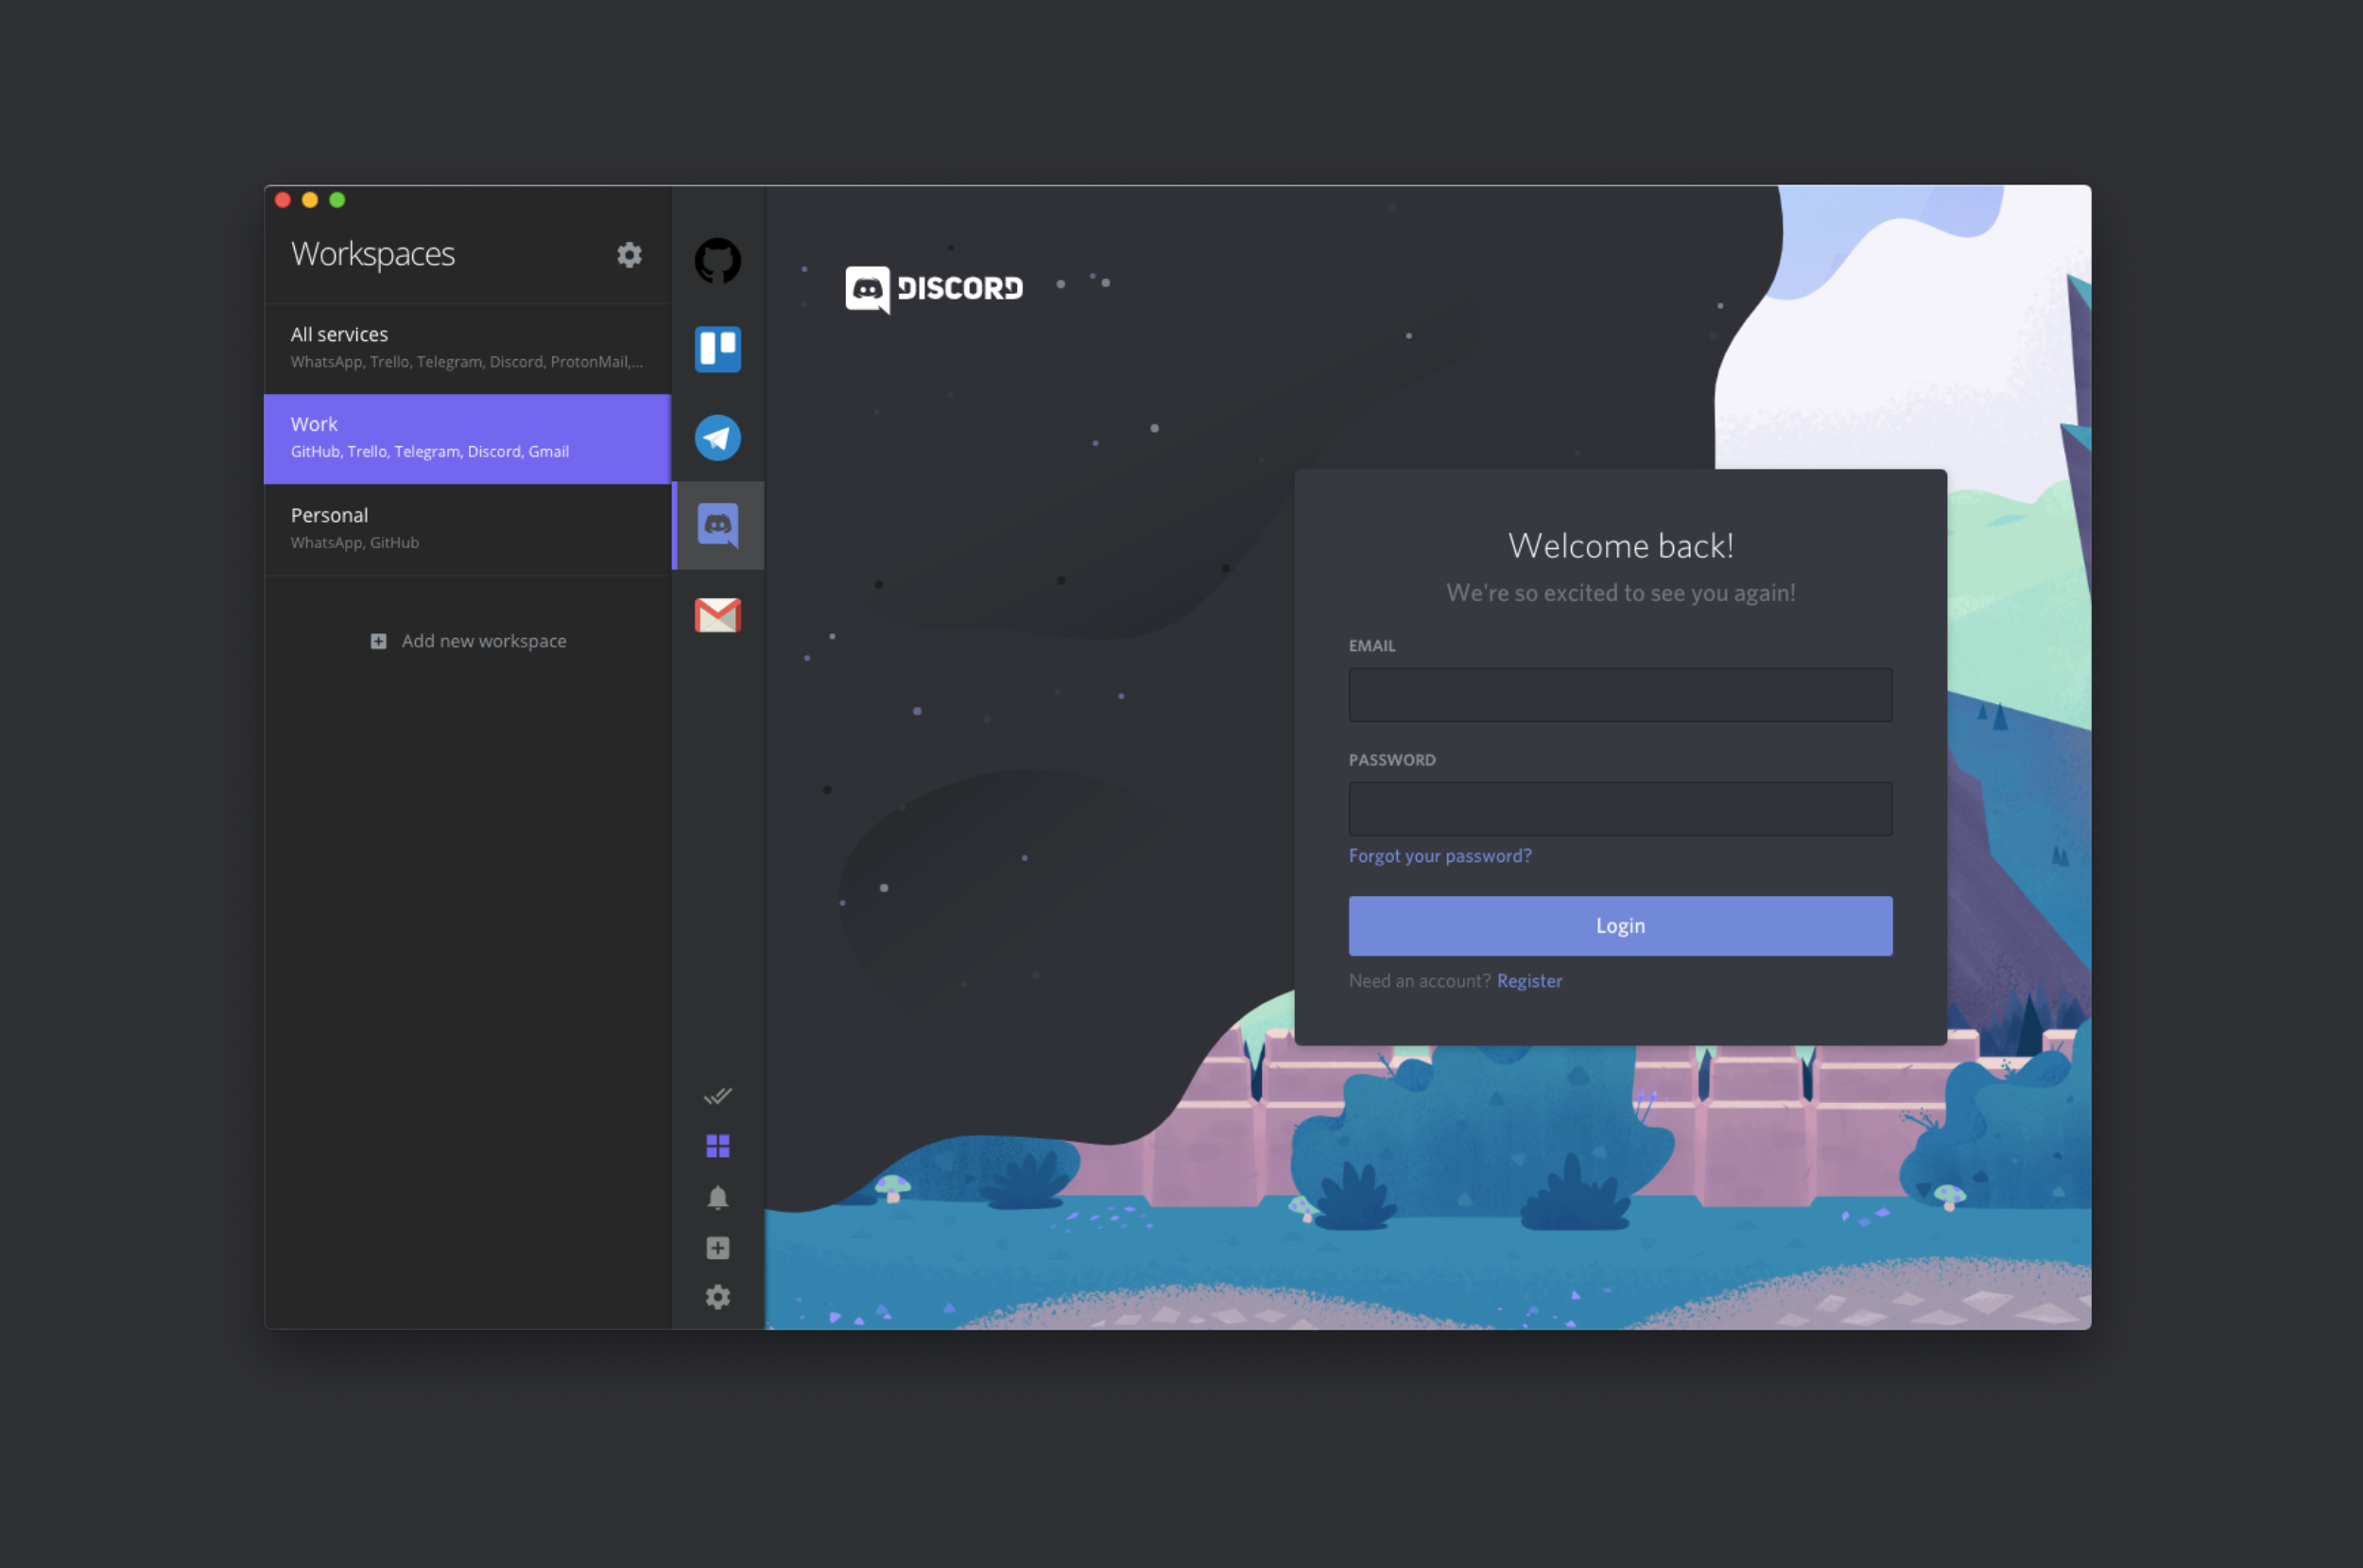 Workspaces
All services
WhatsApp, Trello, Telegram, Discord, ProtonMail,...
Work
GitHub, Trello, Telegram, Discord, Gmail
Personal
WhatsApp, GitHub
Add new workspace
DISCORD
Welcome back!
We're so excited to see you again!
EMAIL
PASSWORD
Forgot your password?
Login
Need an account? Register